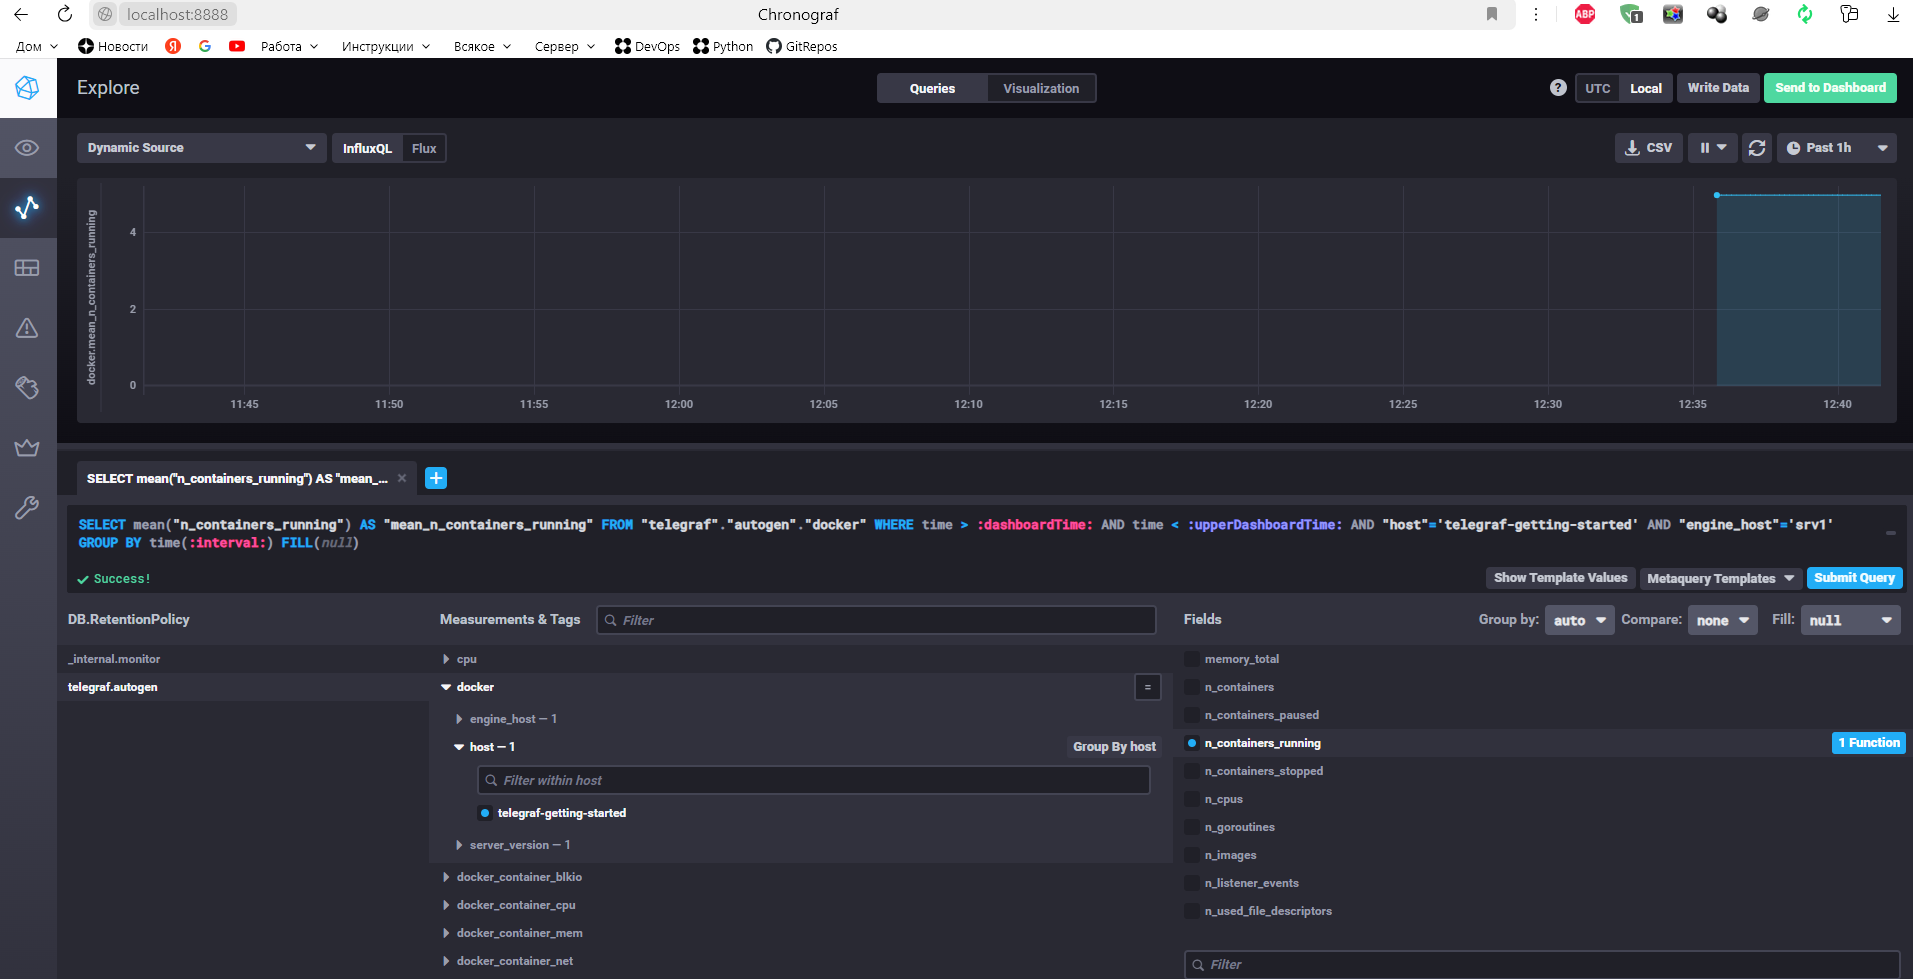 localhost:8888
Chronograf
ABP
1
Дом
Новости
Я
G
Работа
Инструкции
Всякое
Сервер
DevOps
Python
GitRepos
Explore
Queries
Visualization
?
UTC
Local
Write Data
Send to Dashboard
Dynamic Source
InfluxQL
Flux
CSV
Past 1h
docker.mean_n_containers_running
4
2
0
11:45
11:50
11:55
12:00
12:05
12:10
12:15
12:20
12:25
12:30
12:35
12:40
SELECT mean("n_containers_running") AS "mean_...
SELECT mean("n_containers_running") AS "mean_n_containers_running" FROM "telegraf"."autogen"."docker" WHERE time > :dashboardTime: AND time < :upperDashboardTime: AND "host"='telegraf-getting-started' AND "engine_host"='srv1'
GROUP BY time(:interval:) FILL(null)
Success!
Show Template Values
Metaquery Templates
Submit Query
DB.RetentionPolicy
_internal.monitor
telegraf.autogen
Measurements & Tags
Filter
cpu
docker
=
engine_host — 1
host — 1
Group By host
Filter within host
telegraf-getting-started
server_version — 1
docker_container_blkio
docker_container_cpu
docker_container_mem
docker_container_net
Fields
Group by:
auto
Compare:
none
Fill:
null
memory_total
n_containers
n_containers_paused
n_containers_running
1 Function
n_containers_stopped
n_cpus
n_goroutines
n_images
n_listener_events
n_used_file_descriptors
Filter